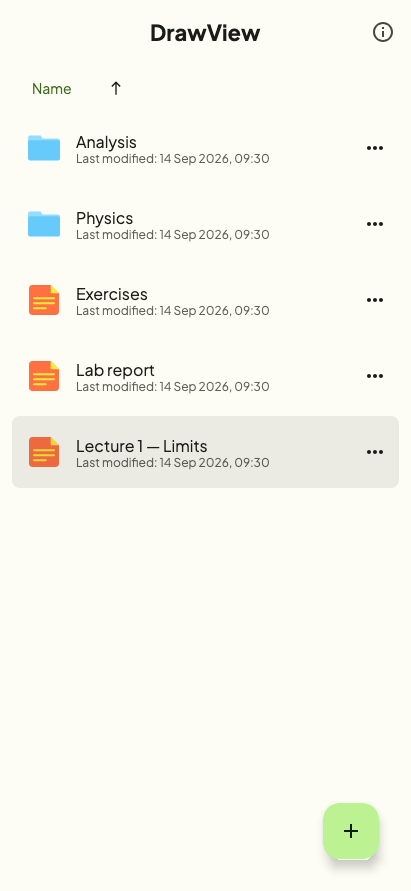 DrawView
Name
Analysis
Last modified: 14 Sep 2026, 09:30
Physics
Last modified: 14 Sep 2026, 09:30
Exercises
Last modified: 14 Sep 2026, 09:30
Lab report
Last modified: 14 Sep 2026, 09:30
Lecture 1 — Limits
Last modified: 14 Sep 2026, 09:30